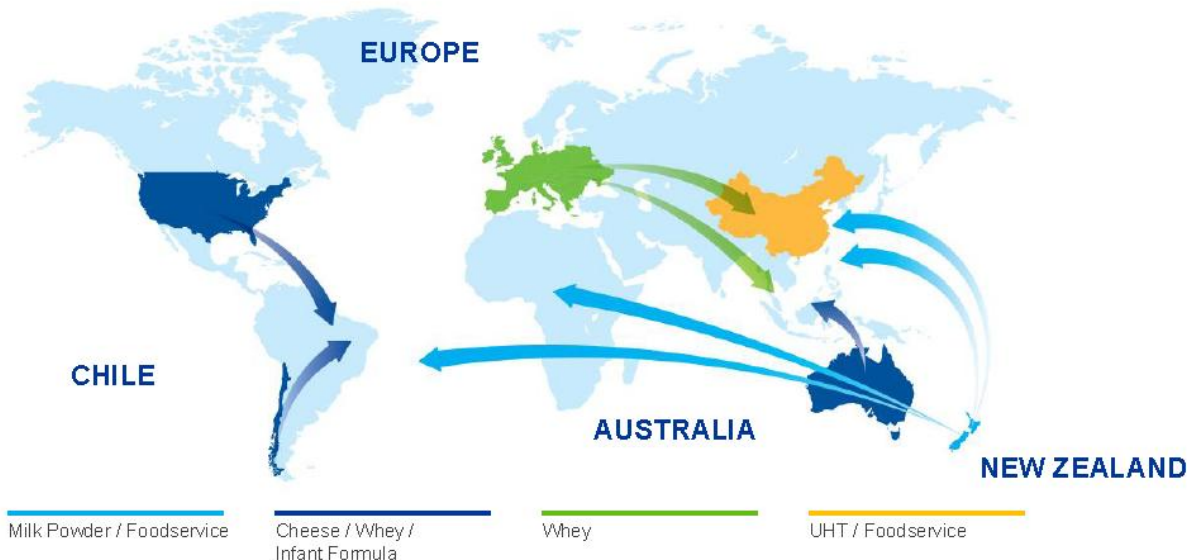 EUROPE
CHILE
AUSTRALIA
NEW ZEALAND
Milk Powder / Foodservice
Cheese / Whey /
Infant Formula
Whey
UHT / Foodservice